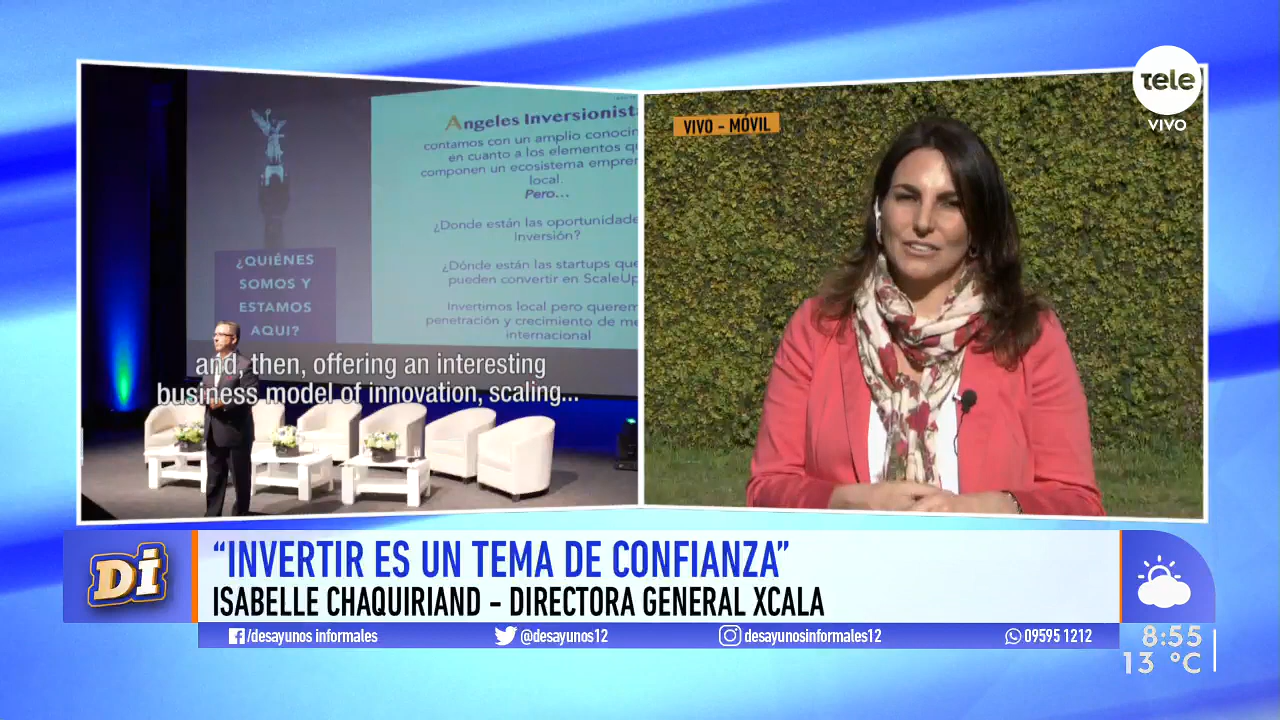 tele
VIVO
VIVO - MÓVIL
Angeles Inversionist
contamos con un amplio conocin
en cuanto a los elementos qu
componen un ecosistema empren
local.
Pero...
¿Donde están las oportunidade
Inversión?
¿Dónde están las startups que
pueden convertir en ScaleUp
Invertimos local pero querem
penetración y crecimiento de me
internacional
¿QUIÉNES
SOMOS Y
ESTAMOS
AQUI?
and, then, offering an interesting
business model of innovation, scaling...
Di
“INVERTIR ES UN TEMA DE CONFIANZA”
ISABELLE CHAQUIRIAND - DIRECTORA GENERAL XCALA
/desayunos informales @desayunos12 desayunosinformales12 09595 1212
8:55
13 °C